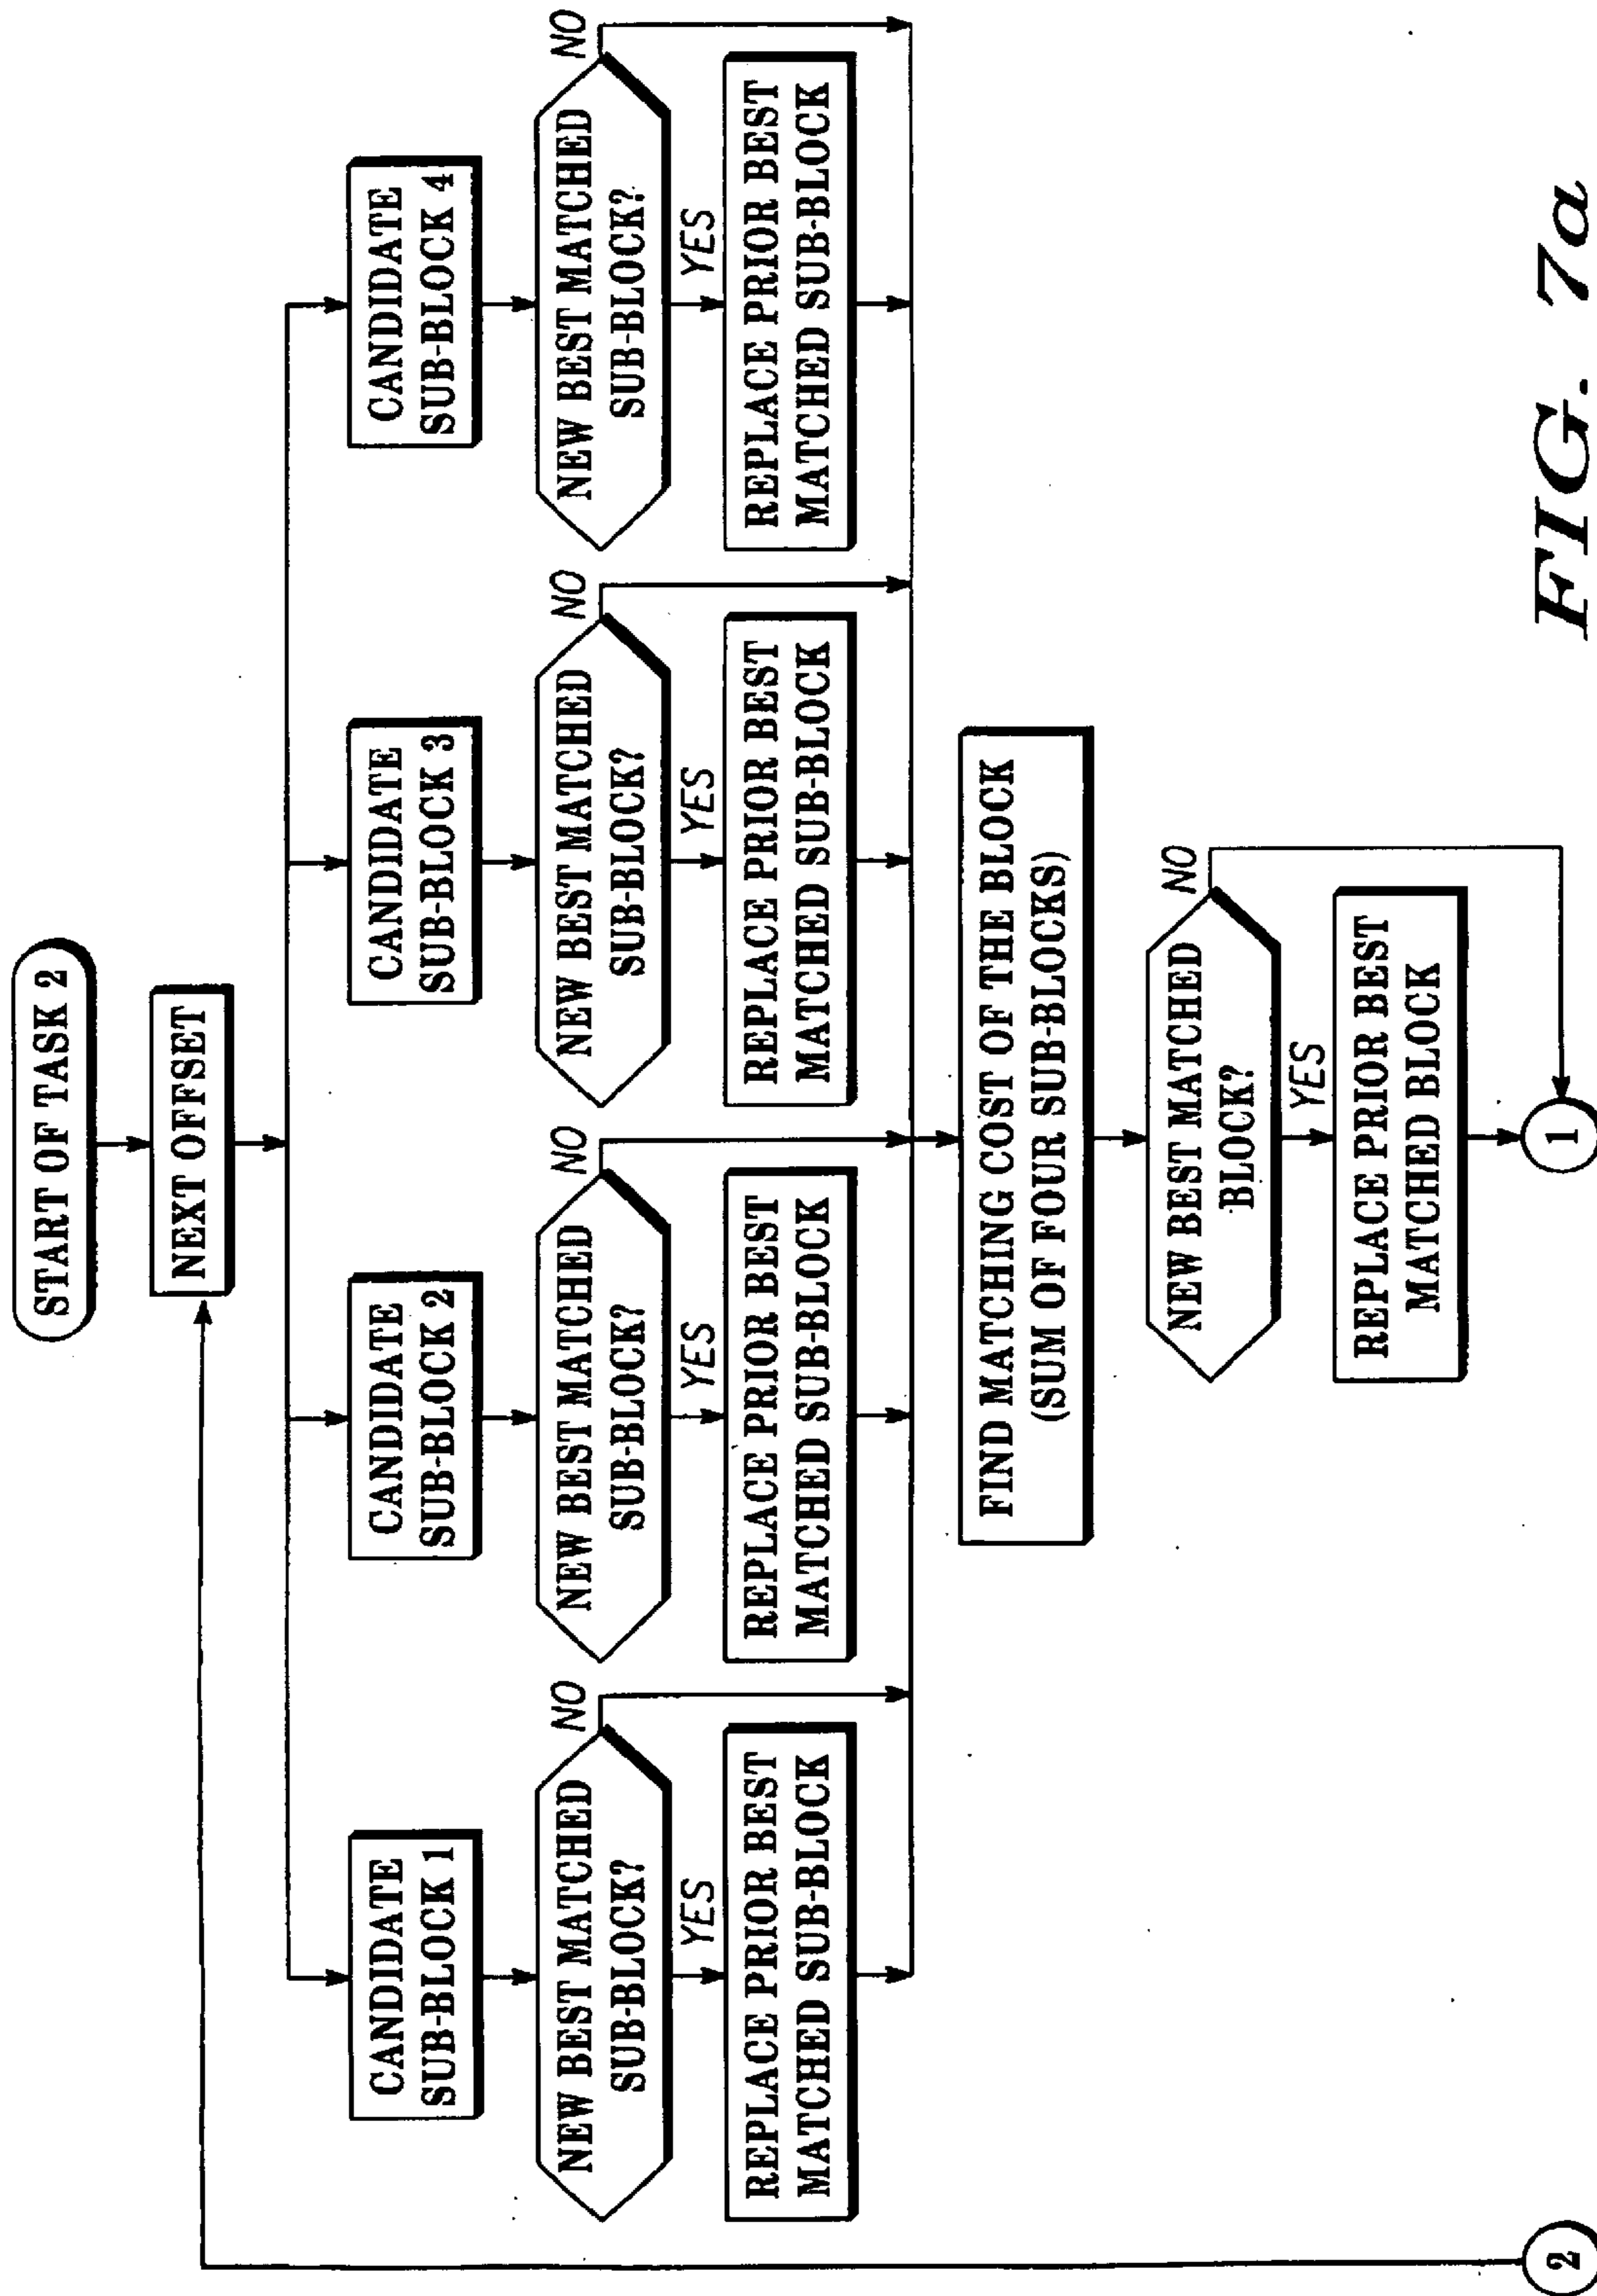 START OF TASK 2
NEXT OFFSET
CANDIDATE
SUB-BLOCK 1
CANDIDATE
SUB-BLOCK 2
CANDIDATE
SUB-BLOCK 3
CANDIDATE
SUB-BLOCK 4
NEW BEST MATCHED
SUB-BLOCK?
NO
NEW BEST MATCHED
SUB-BLOCK?
NO
NEW BEST MATCHED
SUB-BLOCK?
NO
NEW BEST MATCHED
SUB-BLOCK?
NO
YES
YES
YES
YES
REPLACE PRIOR BEST
MATCHED SUB-BLOCK
REPLACE PRIOR BEST
MATCHED SUB-BLOCK
REPLACE PRIOR BEST
MATCHED SUB-BLOCK
REPLACE PRIOR BEST
MATCHED SUB-BLOCK
FIND MATCHING COST OF THE BLOCK
(SUM OF FOUR SUB-BLOCKS)
NEW BEST MATCHED
BLOCK?
NO
YES
REPLACE PRIOR BEST
MATCHED BLOCK
2
1
FIG. 7a